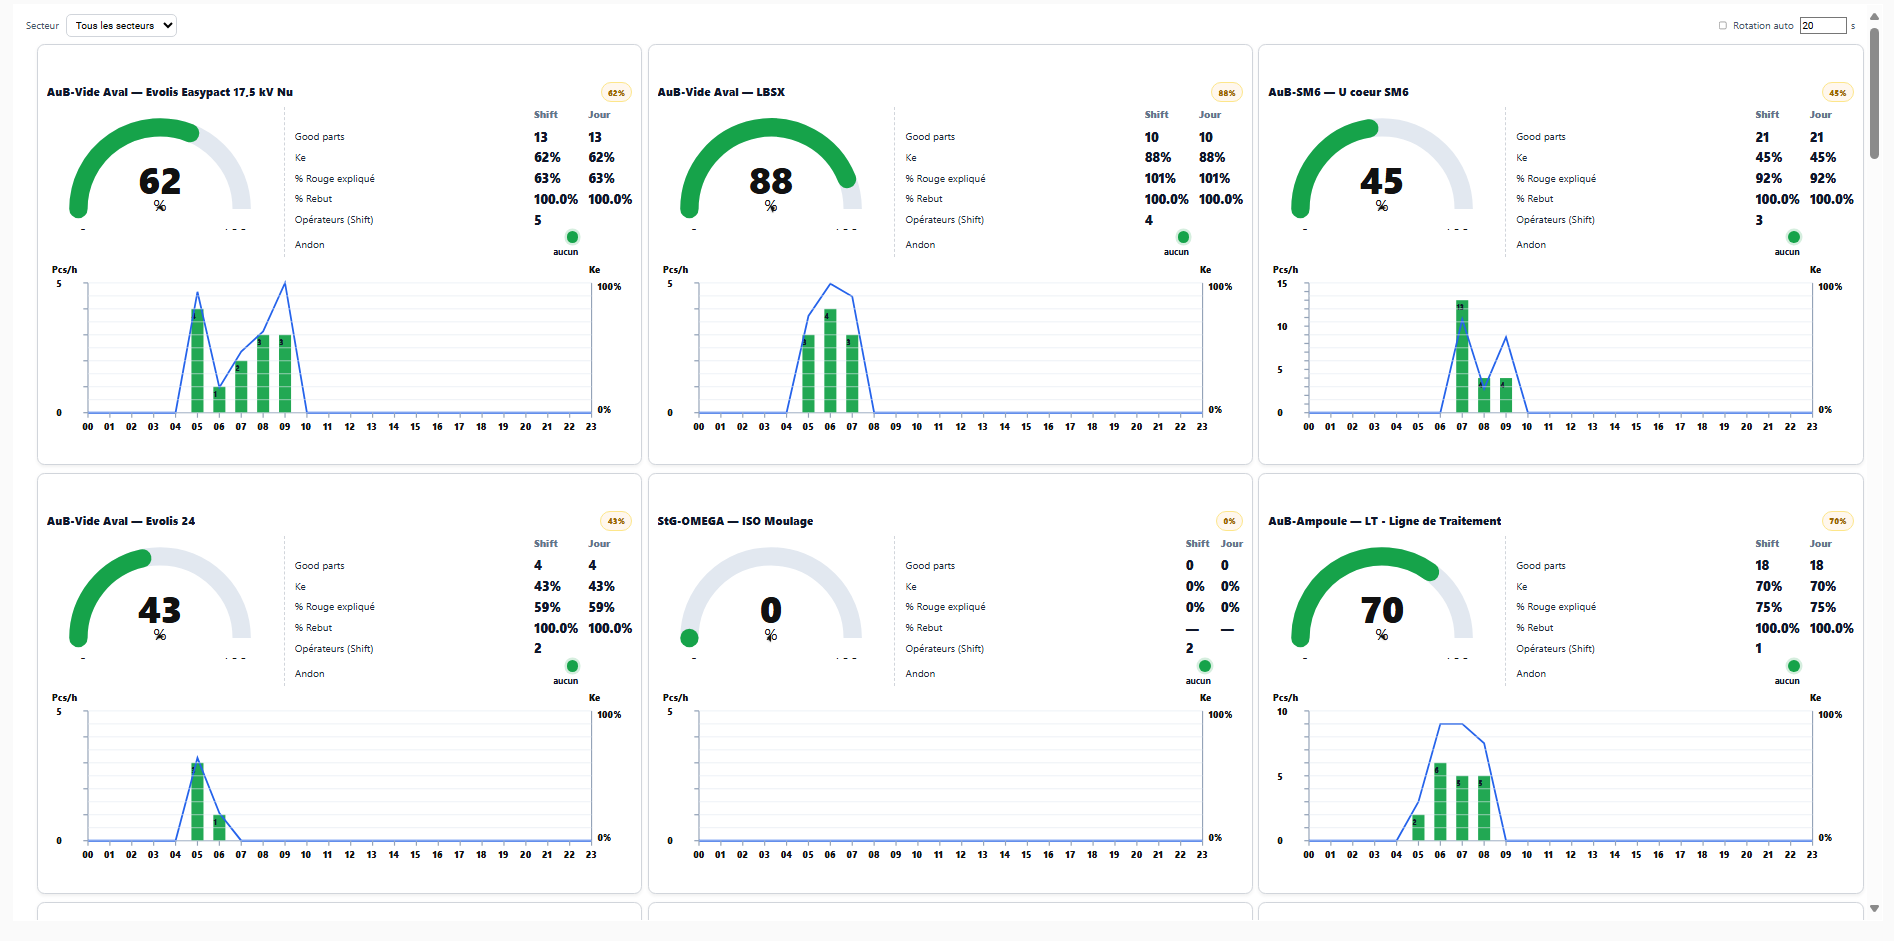 Secteur Tous les secteurs Rotation auto 20 s
AuB-Vide Aval — Evolis Easypact 17,5 kV Nu 62%
Shift Jour
Good parts 13 13
Ke 62% 62%
% Rouge expliqué 63% 63%
% Rebut 100.0% 100.0%
Opérateurs (Shift) 5
Andon
aucun
62
%
Pcs/h Ke
5 100%
4 1 2 3 3
0 0%
00 01 02 03 04 05 06 07 08 09 10 11 12 13 14 15 16 17 18 19 20 21 22 23
AuB-Vide Aval — LBSX 88%
Shift Jour
Good parts 10 10
Ke 88% 88%
% Rouge expliqué 101% 101%
% Rebut 100.0% 100.0%
Opérateurs (Shift) 4
Andon
aucun
88
%
Pcs/h Ke
5 100%
3 4 3
0 0%
00 01 02 03 04 05 06 07 08 09 10 11 12 13 14 15 16 17 18 19 20 21 22 23
AuB-SM6 — U coeur SM6 45%
Shift Jour
Good parts 21 21
Ke 45% 45%
% Rouge expliqué 92% 92%
% Rebut 100.0% 100.0%
Opérateurs (Shift) 3
Andon
aucun
45
%
Pcs/h Ke
15 100%
10
5
13 4 4
0 0%
00 01 02 03 04 05 06 07 08 09 10 11 12 13 14 15 16 17 18 19 20 21 22 23
AuB-Vide Aval — Evolis 24 43%
Shift Jour
Good parts 4 4
Ke 43% 43%
% Rouge expliqué 59% 59%
% Rebut 100.0% 100.0%
Opérateurs (Shift) 2
Andon
aucun
43
%
Pcs/h Ke
5 100%
3 1
0 0%
00 01 02 03 04 05 06 07 08 09 10 11 12 13 14 15 16 17 18 19 20 21 22 23
StG-OMEGA — ISO Moulage 0%
Shift Jour
Good parts 0 0
Ke 0% 0%
% Rouge expliqué 0% 0%
% Rebut — —
Opérateurs (Shift) 2
Andon
aucun
0
%
Pcs/h Ke
5 100%
0 0%
00 01 02 03 04 05 06 07 08 09 10 11 12 13 14 15 16 17 18 19 20 21 22 23
AuB-Ampoule — LT - Ligne de Traitement 70%
Shift Jour
Good parts 18 18
Ke 70% 70%
% Rouge expliqué 75% 75%
% Rebut 100.0% 100.0%
Opérateurs (Shift) 1
Andon
aucun
70
%
Pcs/h Ke
10 100%
5
2 6 5 5
0 0%
00 01 02 03 04 05 06 07 08 09 10 11 12 13 14 15 16 17 18 19 20 21 22 23